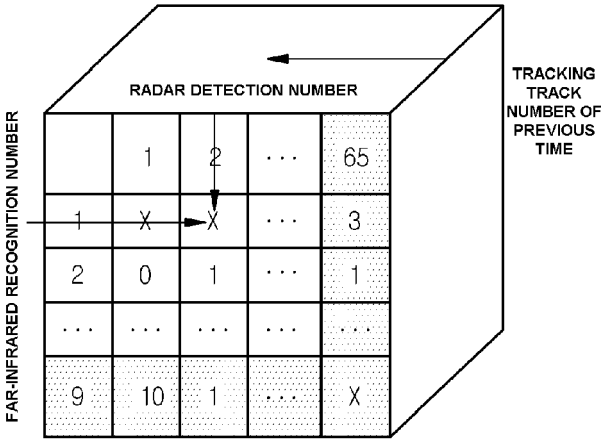 RADAR DETECTION NUMBER
TRACKING
TRACK
NUMBER OF
PREVIOUS
TIME
FAR-INFRARED RECOGNITION NUMBER
1 2 ··· 65
1 X X ··· 3
2 0 1 ··· 1
··· ··· ··· ··· ···
9 10 1 ··· X